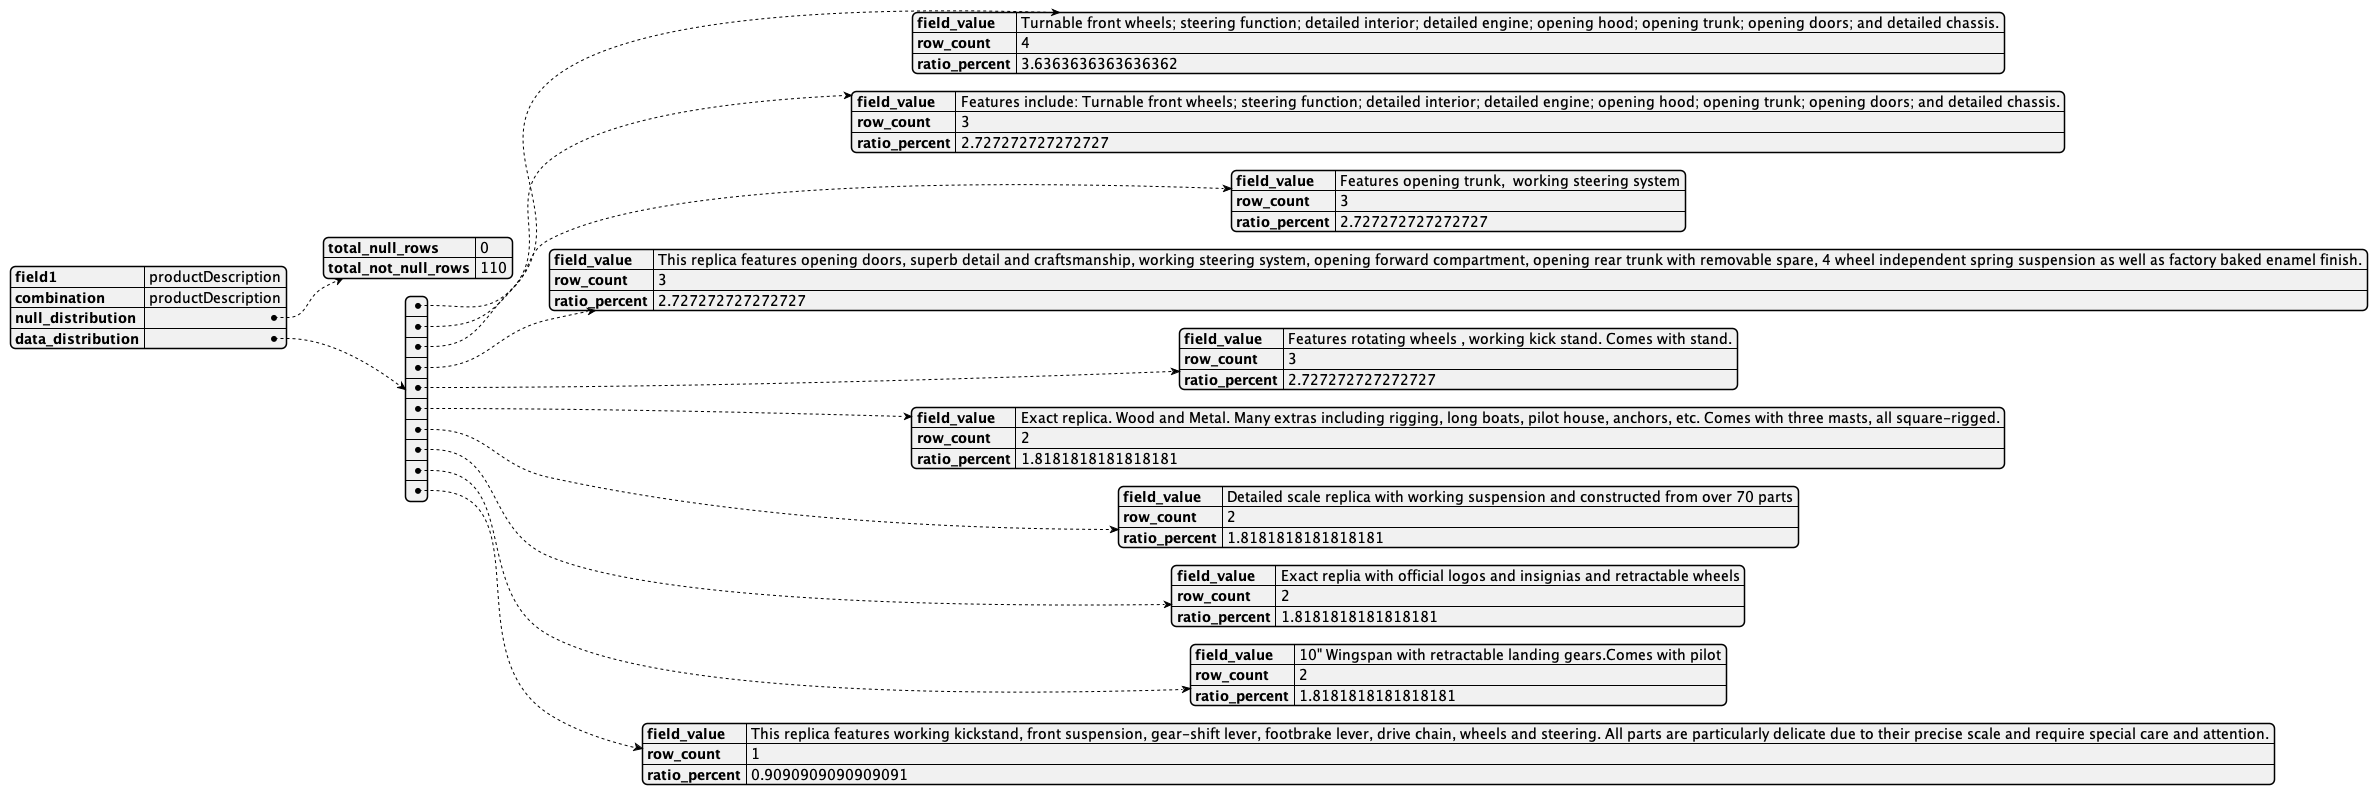 field1 productDescription
combination productDescription
null_distribution
data_distribution
total_null_rows 0
total_not_null_rows 110
field_value Turnable front wheels; steering function; detailed interior; detailed engine; opening hood; opening trunk; opening doors; and detailed chassis.
row_count 4
ratio_percent 3.6363636363636362
field_value Features include: Turnable front wheels; steering function; detailed interior; detailed engine; opening hood; opening trunk; opening doors; and detailed chassis.
row_count 3
ratio_percent 2.727272727272727
field_value Features opening trunk,  working steering system
row_count 3
ratio_percent 2.727272727272727
field_value This replica features opening doors, superb detail and craftsmanship, working steering system, opening forward compartment, opening rear trunk with removable spare, 4 wheel independent spring suspension as well as factory baked enamel finish.
row_count 3
ratio_percent 2.727272727272727
field_value Features rotating wheels , working kick stand. Comes with stand.
row_count 3
ratio_percent 2.727272727272727
field_value Exact replica. Wood and Metal. Many extras including rigging, long boats, pilot house, anchors, etc. Comes with three masts, all square-rigged.
row_count 2
ratio_percent 1.8181818181818181
field_value Detailed scale replica with working suspension and constructed from over 70 parts
row_count 2
ratio_percent 1.8181818181818181
field_value Exact replia with official logos and insignias and retractable wheels
row_count 2
ratio_percent 1.8181818181818181
field_value 10" Wingspan with retractable landing gears.Comes with pilot
row_count 2
ratio_percent 1.8181818181818181
field_value This replica features working kickstand, front suspension, gear-shift lever, footbrake lever, drive chain, wheels and steering. All parts are particularly delicate due to their precise scale and require special care and attention.
row_count 1
ratio_percent 0.9090909090909091